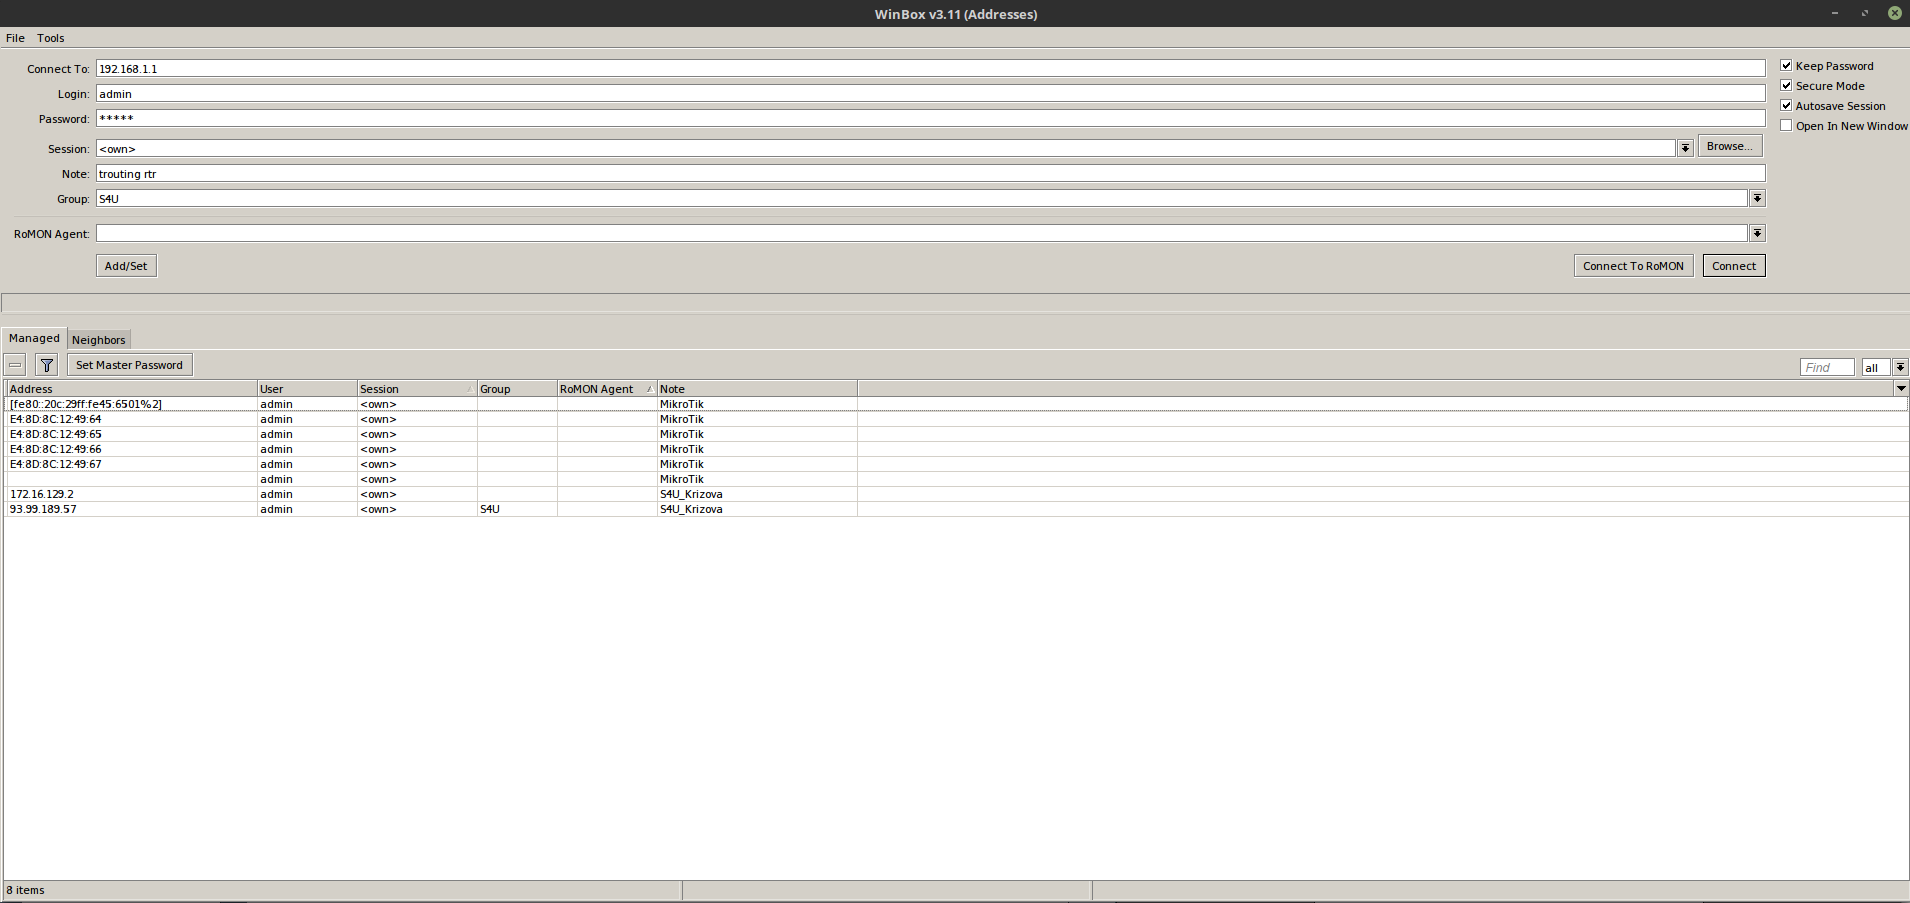 WinBox v3.11 (Addresses)
File Tools
Connect To: 192.168.1.1
Keep Password
Login: admin
Secure Mode
Password: *****
Autosave Session
Open In New Window
Session: <own> Browse...
Note: trouting rtr
Group: S4U
RoMON Agent:
Add/Set Connect To RoMON Connect
Managed Neighbors
Set Master Password Find all
Address User Session Group RoMON Agent Note
[fe80::20c:29ff:fe45:6501%2] admin <own> MikroTik
E4:8D:8C:12:49:64 admin <own> MikroTik
E4:8D:8C:12:49:65 admin <own> MikroTik
E4:8D:8C:12:49:66 admin <own> MikroTik
E4:8D:8C:12:49:67 admin <own> MikroTik
admin <own> MikroTik
172.16.129.2 admin <own> S4U_Krizova
93.99.189.57 admin <own> S4U S4U_Krizova
8 items